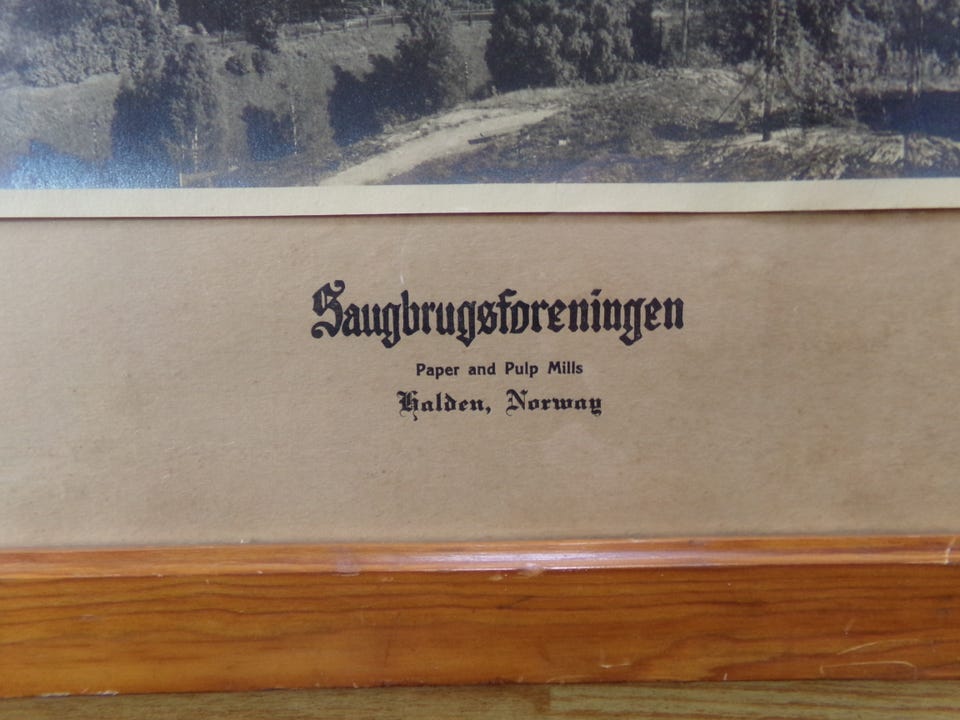 Saugbrugsforeningen
Paper and Pulp Mills
Halden, Norway